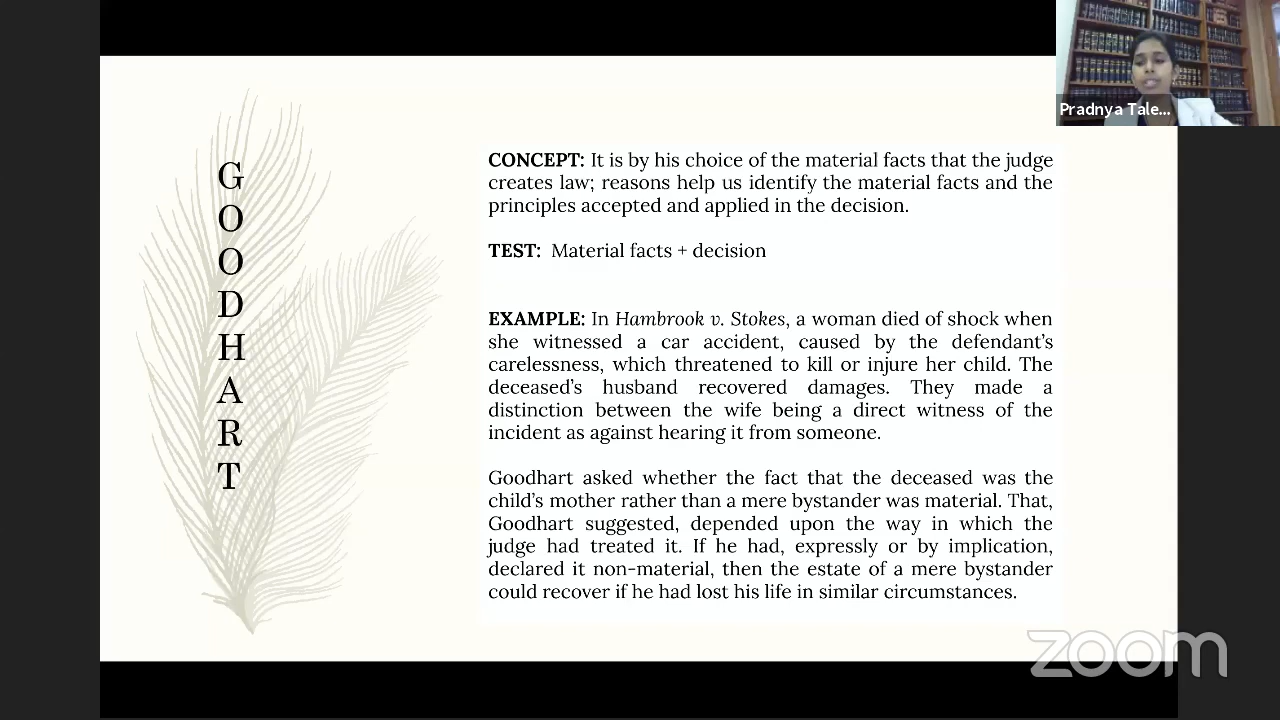 Pradnya Tale...
GOODHART
CONCEPT: It is by his choice of the material facts that the judge
creates law; reasons help us identify the material facts and the
principles accepted and applied in the decision.
TEST: Material facts + decision
EXAMPLE: In Hambrook v. Stokes, a woman died of shock when
she witnessed a car accident, caused by the defendant's
carelessness, which threatened to kill or injure her child. The
deceased's husband recovered damages. They made a
distinction between the wife being a direct witness of the
incident as against hearing it from someone.
Goodhart asked whether the fact that the deceased was the
child's mother rather than a mere bystander was material. That,
Goodhart suggested, depended upon the way in which the
judge had treated it. If he had, expressly or by implication,
declared it non-material, then the estate of a mere bystander
could recover if he had lost his life in similar circumstances.
zoom